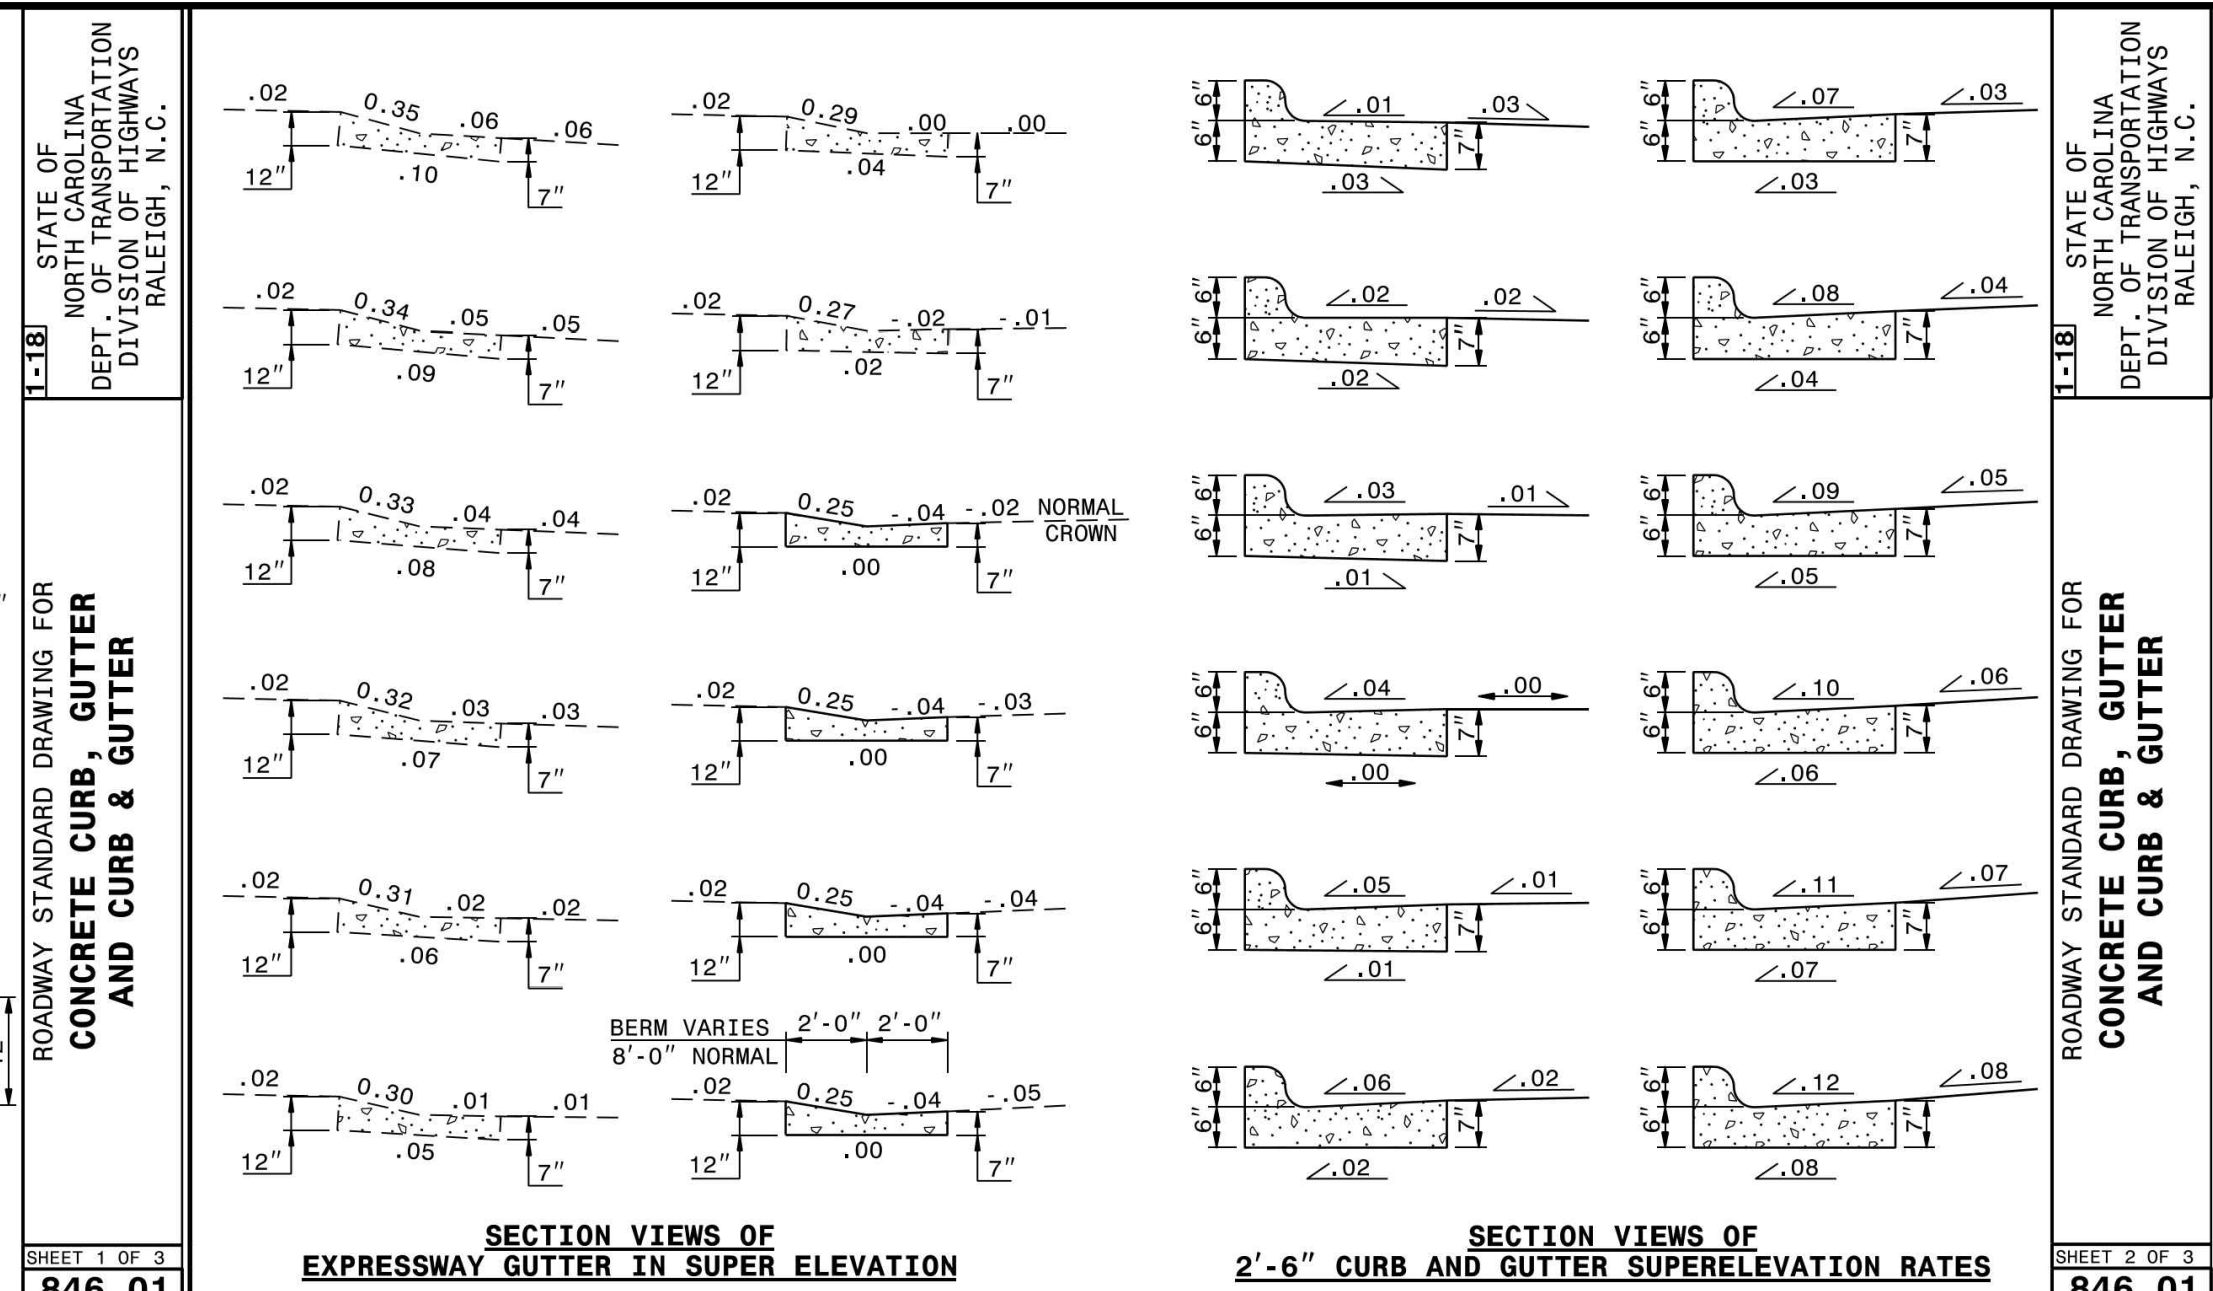 STATE OF
NORTH CAROLINA
DEPT. OF TRANSPORTATION
DIVISION OF HIGHWAYS
RALEIGH, N.C.
1-18
ROADWAY STANDARD DRAWING FOR
CONCRETE CURB, GUTTER
AND CURB & GUTTER
SHEET 1 OF 3
846.01
.02 0.35 .06 .06
12" .10 7"
.02 0.34 .05 .05
12" .09 7"
.02 0.33 .04 .04
12" .08 7"
.02 0.32 .03 .03
12" .07 7"
.02 0.31 .02 .02
12" .06 7"
.02 0.30 .01 .01
12" .05 7"
.02 0.29 .00 .00
12" .04 7"
.02 0.27 -.02 -.01
12" .02 7"
.02 0.25 -.04 -.02 NORMAL
CROWN
12" .00 7"
.02 0.25 -.04 -.03
12" .00 7"
.02 0.25 -.04 -.04
12" .00 7"
BERM VARIES 2'-0" 2'-0"
8'-0" NORMAL
.02 0.25 -.04 -.05
12" .00 7"
SECTION VIEWS OF
EXPRESSWAY GUTTER IN SUPER ELEVATION
6" 6" .01 .03 7"
.03
6" 6" .02 .02 7"
.02
6" 6" .03 .01 7"
.01
6" 6" .04 .00 7"
.00
6" 6" .05 .01 7"
.01
6" 6" .06 .02 7"
.02
6" 6" .07 .03 7"
.03
6" 6" .08 .04 7"
.04
6" 6" .09 .05 7"
.05
6" 6" .10 .06 7"
.06
6" 6" .11 .07 7"
.07
6" 6" .12 .08 7"
.08
SECTION VIEWS OF
2'-6" CURB AND GUTTER SUPERELEVATION RATES
STATE OF
NORTH CAROLINA
DEPT. OF TRANSPORTATION
DIVISION OF HIGHWAYS
RALEIGH, N.C.
1-18
ROADWAY STANDARD DRAWING FOR
CONCRETE CURB, GUTTER
AND CURB & GUTTER
SHEET 2 OF 3
846.01